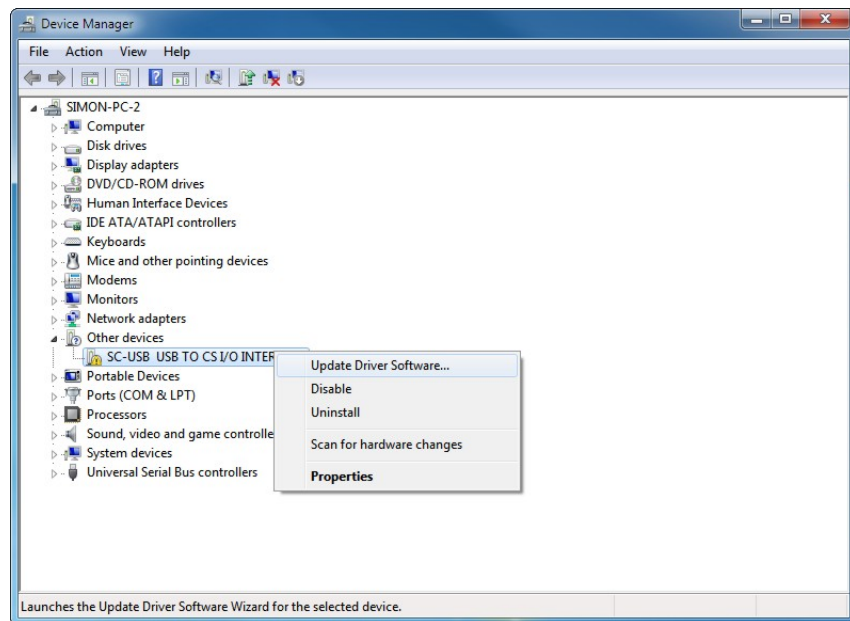 Device Manager
File Action View Help
SIMON-PC-2
Computer
Disk drives
Display adapters
DVD/CD-ROM drives
Human Interface Devices
IDE ATA/ATAPI controllers
Keyboards
Mice and other pointing devices
Modems
Monitors
Network adapters
Other devices
SC-USB USB TO CS I/O INTER
Portable Devices
Ports (COM & LPT)
Processors
Sound, video and game controlle
System devices
Universal Serial Bus controllers
Update Driver Software...
Disable
Uninstall
Scan for hardware changes
Properties
Launches the Update Driver Software Wizard for the selected device.